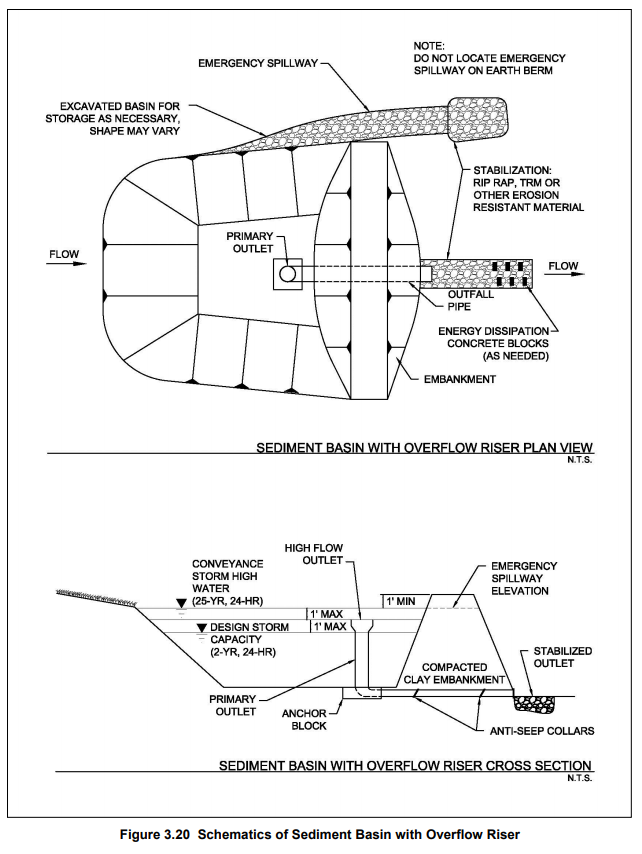 NOTE:
DO NOT LOCATE EMERGENCY
SPILLWAY ON EARTH BERM
EMERGENCY SPILLWAY
EXCAVATED BASIN FOR
STORAGE AS NECESSARY,
SHAPE MAY VARY
STABILIZATION:
RIP RAP, TRM OR
OTHER EROSION
RESISTANT MATERIAL
PRIMARY
OUTLET
FLOW
FLOW
OUTFALL
PIPE
ENERGY DISSIPATION
CONCRETE BLOCKS
(AS NEEDED)
EMBANKMENT
SEDIMENT BASIN WITH OVERFLOW RISER PLAN VIEW
N.T.S.
HIGH FLOW
OUTLET
CONVEYANCE
STORM HIGH
WATER
(25-YR, 24-HR)
EMERGENCY
SPILLWAY
ELEVATION
1' MIN
1' MAX
1' MAX
DESIGN STORM
CAPACITY
(2-YR, 24-HR)
STABILIZED
OUTLET
COMPACTED
CLAY EMBANKMENT
PRIMARY
OUTLET
ANCHOR
BLOCK
ANTI-SEEP COLLARS
SEDIMENT BASIN WITH OVERFLOW RISER CROSS SECTION
N.T.S.
Figure 3.20 Schematics of Sediment Basin with Overflow Riser